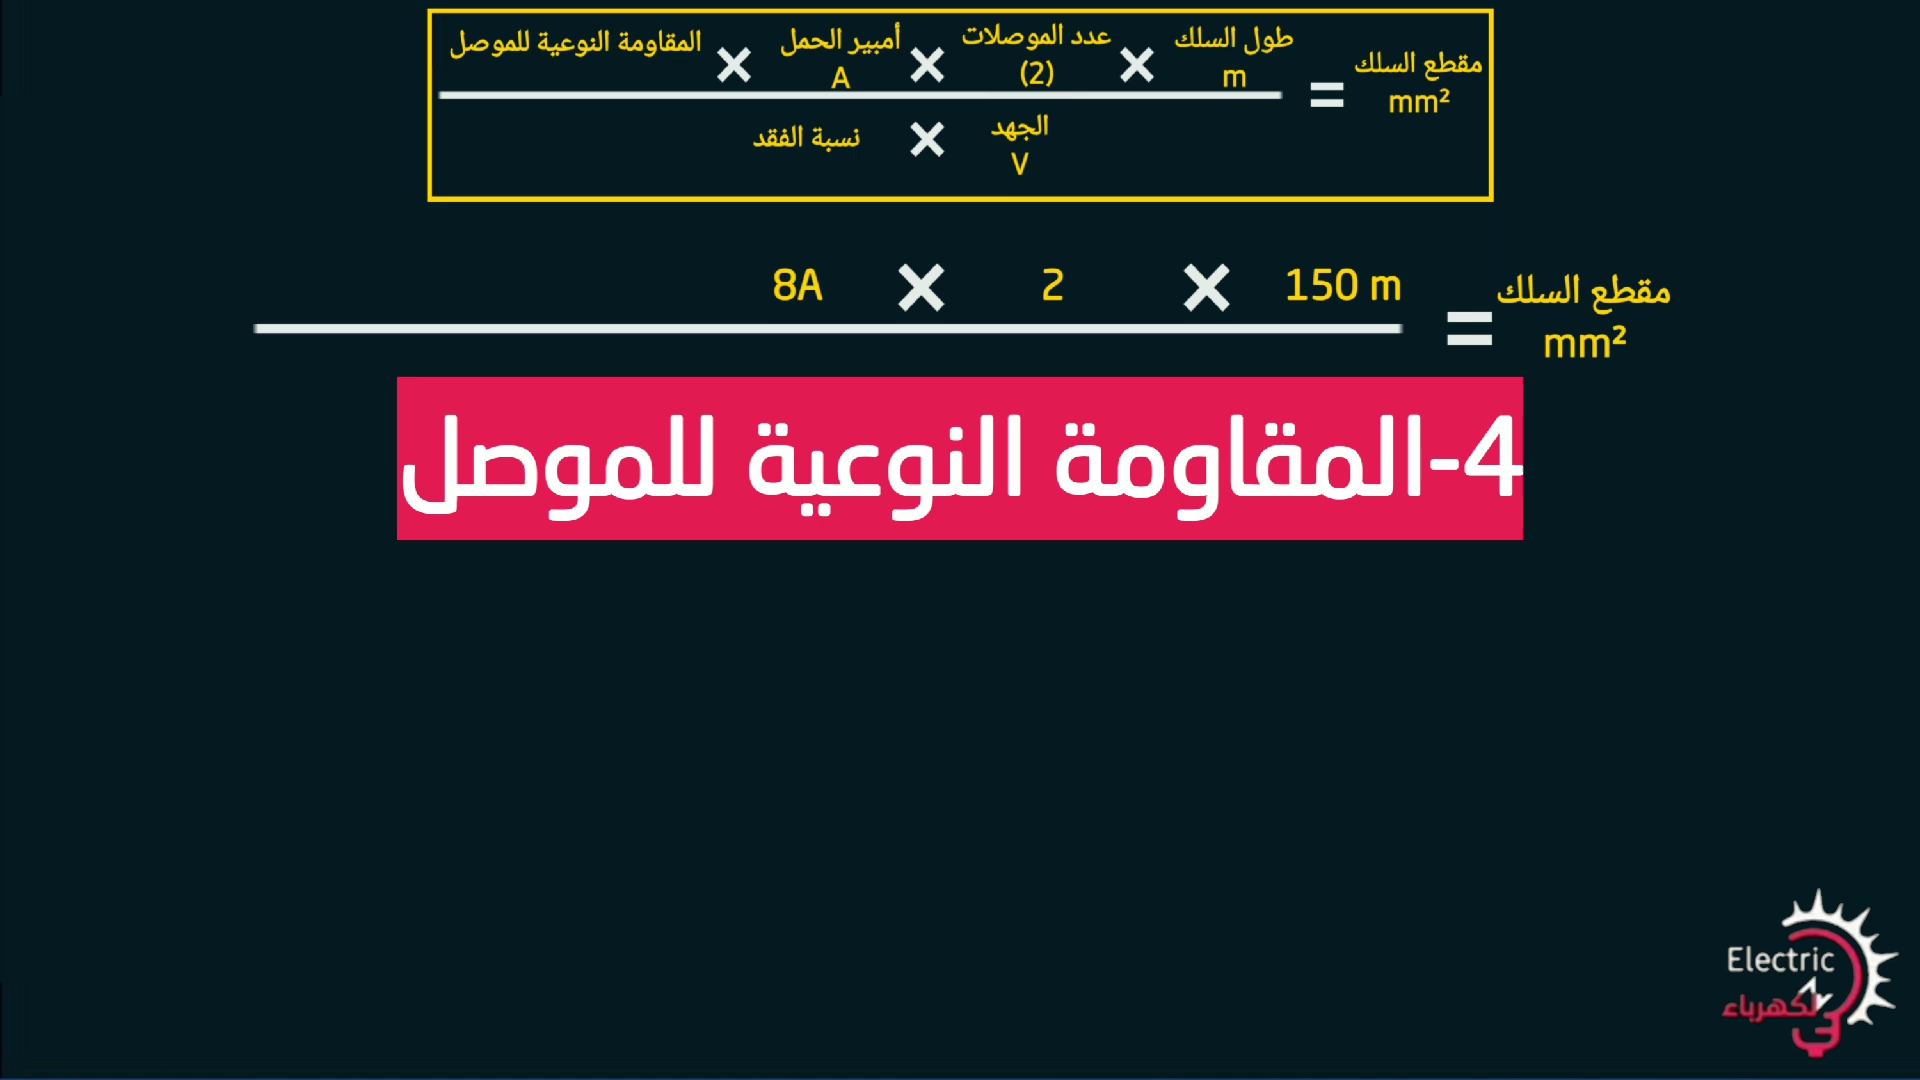 مقطع السلك = طول السلك × عدد الموصلات × أمبير الحمل × المقاومة النوعية للموصل
mm² m (2) A
الجهد × نسبة الفقد
V
مقطع السلك = 150 m × 2 × 8A
mm²
4-المقاومة النوعية للموصل
Electric
لكهرباء